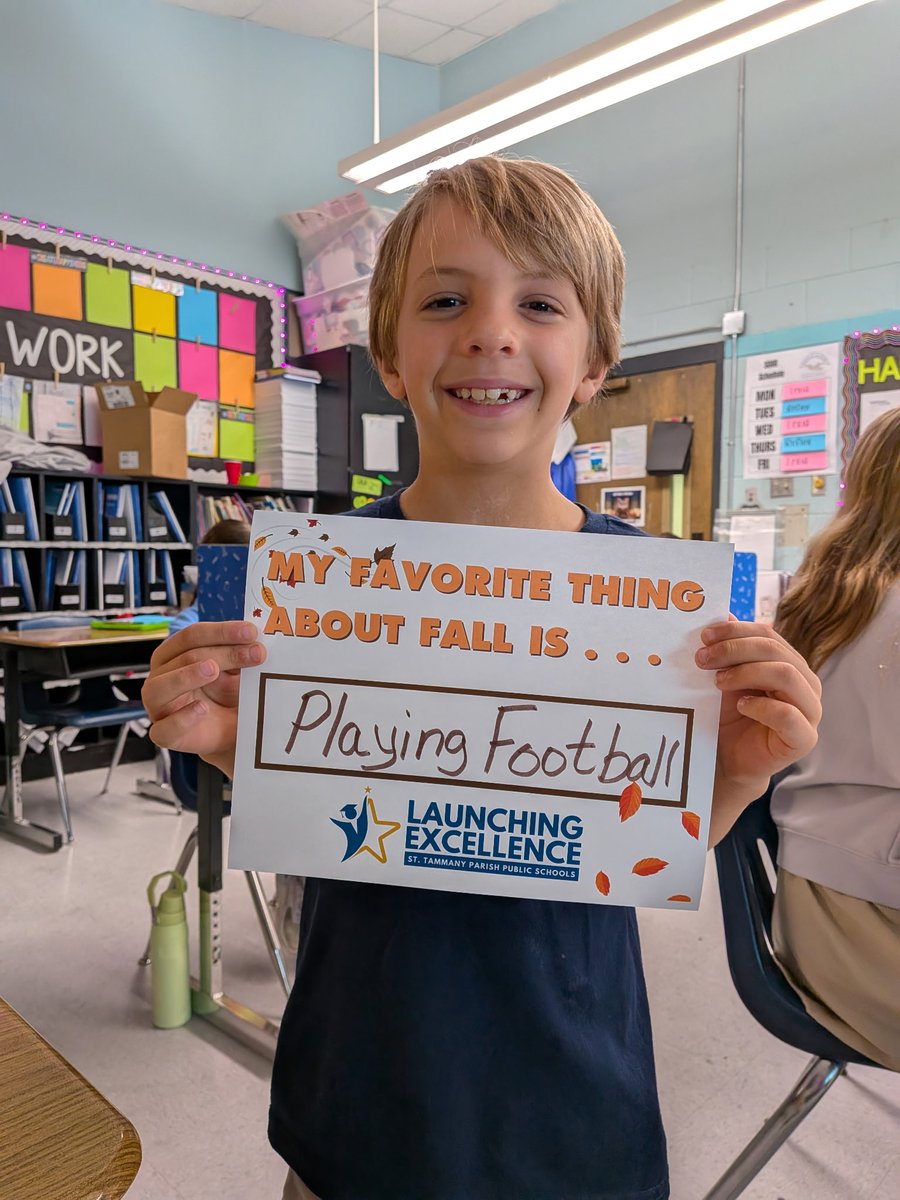 WORK
MON
TUES
WED
THURS
FRI
HA
MY FAVORITE THING
ABOUT FALL IS . . .
Playing Football
LAUNCHING
EXCELLENCE
ST. TAMMANY PARISH PUBLIC SCHOOLS